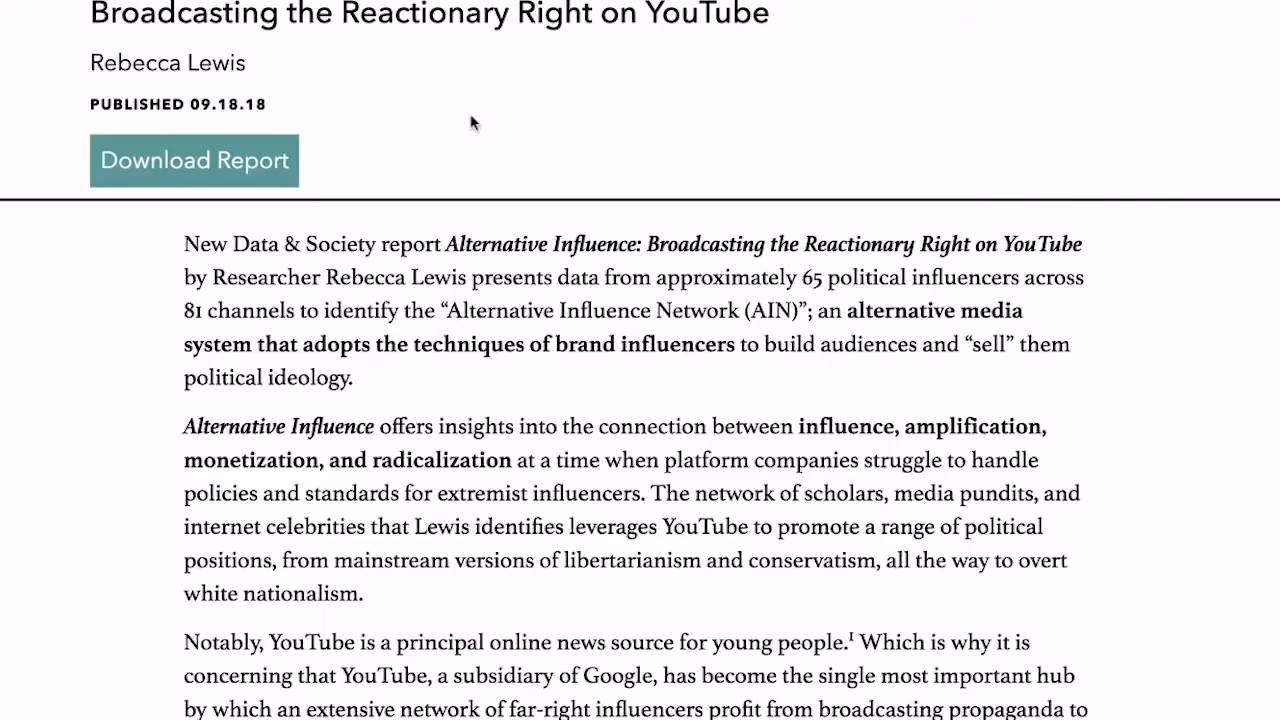 Broadcasting the Reactionary Right on YouTube
Rebecca Lewis
PUBLISHED 09.18.18
Download Report
New Data & Society report Alternative Influence: Broadcasting the Reactionary Right on YouTube
by Researcher Rebecca Lewis presents data from approximately 65 political influencers across
81 channels to identify the “Alternative Influence Network (AIN)”; an alternative media
system that adopts the techniques of brand influencers to build audiences and “sell” them
political ideology.
Alternative Influence offers insights into the connection between influence, amplification,
monetization, and radicalization at a time when platform companies struggle to handle
policies and standards for extremist influencers. The network of scholars, media pundits, and
internet celebrities that Lewis identifies leverages YouTube to promote a range of political
positions, from mainstream versions of libertarianism and conservatism, all the way to overt
white nationalism.
Notably, YouTube is a principal online news source for young people.¹ Which is why it is
concerning that YouTube, a subsidiary of Google, has become the single most important hub
by which an extensive network of far-right influencers profit from broadcasting propaganda to